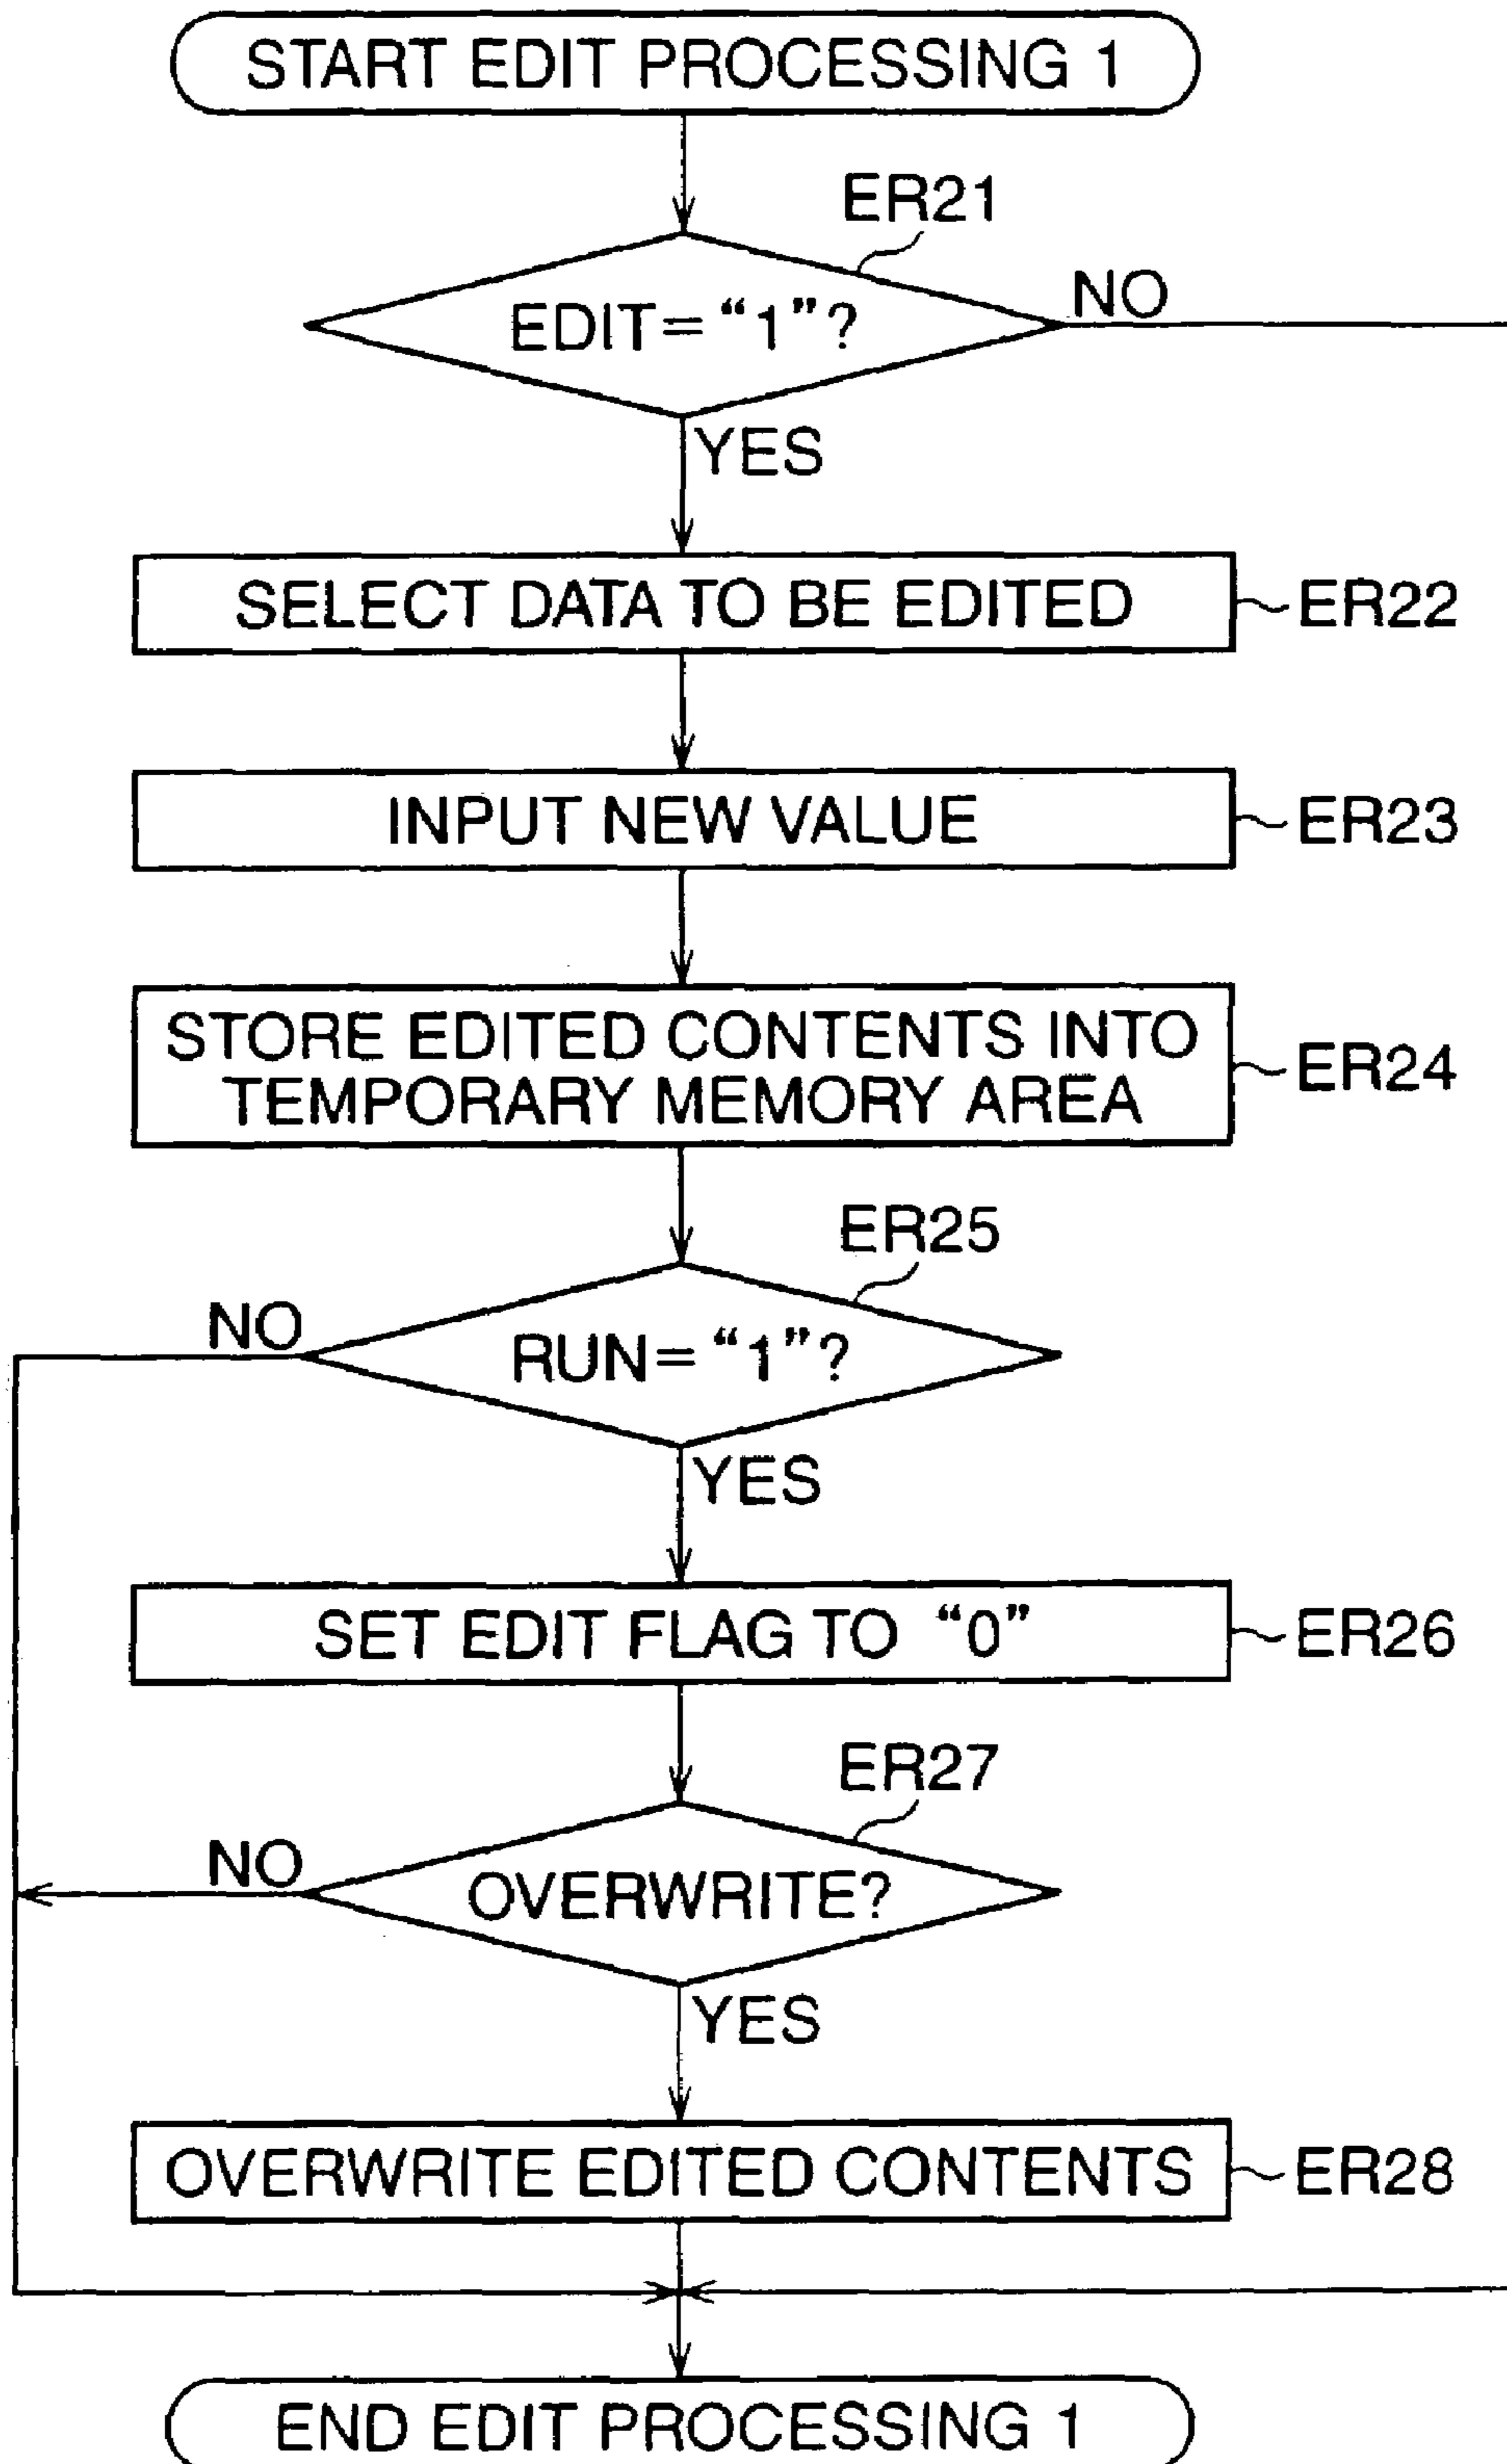 START EDIT PROCESSING 1
ER21
EDIT= “1”?
NO
YES
SELECT DATA TO BE EDITED
ER22
INPUT NEW VALUE
ER23
STORE EDITED CONTENTS INTO
TEMPORARY MEMORY AREA
ER24
ER25
NO
RUN= “1”?
YES
SET EDIT FLAG TO “0”
ER26
ER27
NO
OVERWRITE?
YES
OVERWRITE EDITED CONTENTS
ER28
END EDIT PROCESSING 1